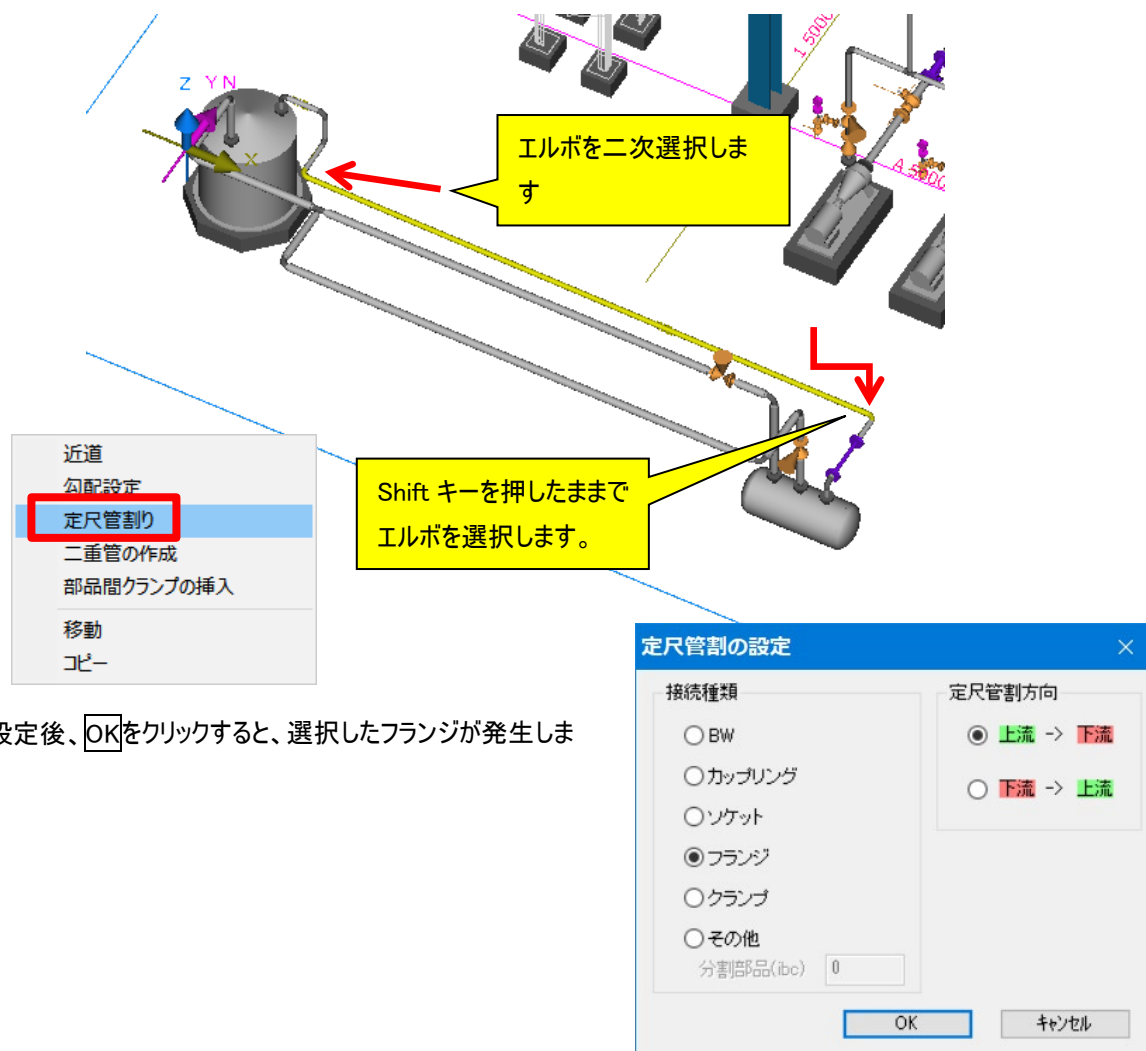 1.5000
Z
Y N
X
エルボを二次選択しま
す
Shift キーを押したままで
エルボを選択します。
近道
勾配設定
定尺管割り
二重管の作成
部品間クランプの挿入
移動
コピー
設定後、OKをクリックすると、選択したフランジが発生しま
定尺管割の設定
接続種類
BW
カップリング
ソケット
フランジ
クランプ
その他
分割部品(ibc) 0
定尺管割方向
上流 -> 下流
下流 -> 上流
OK
キャンセル